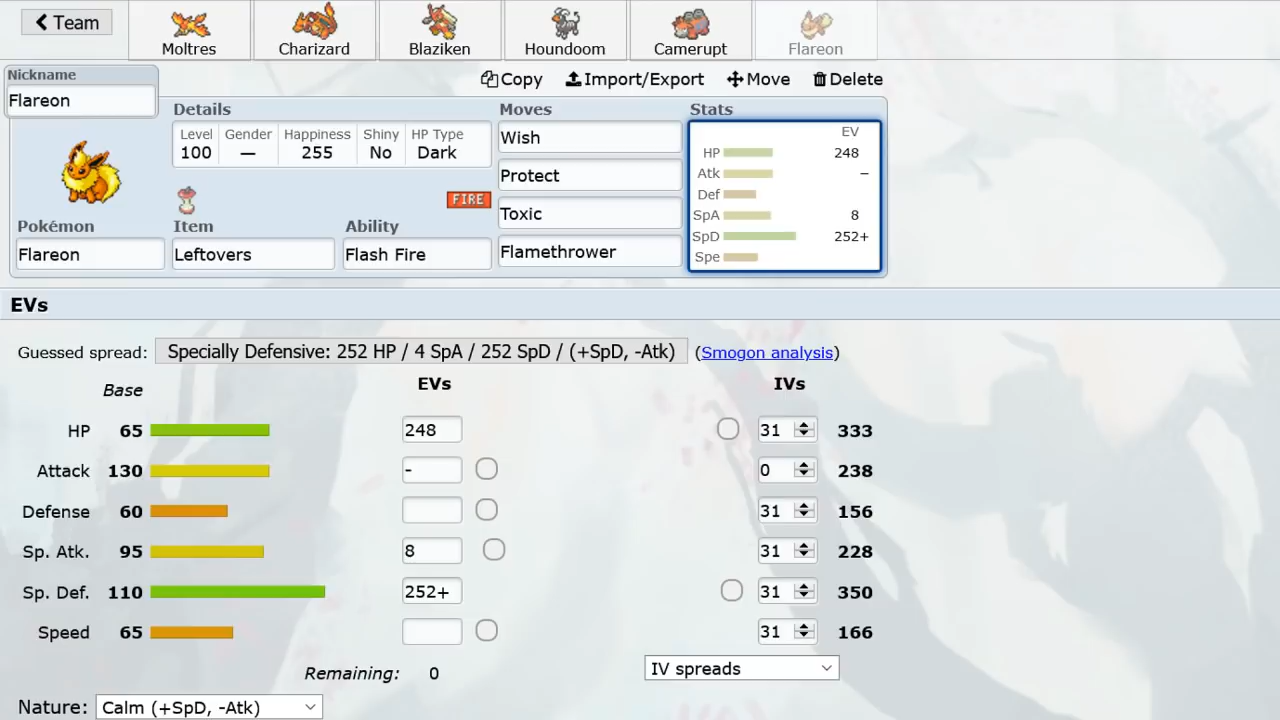 Team
Moltres Charizard Blaziken Houndoom Camerupt Flareon
Copy Import/Export Move Delete
Nickname
Flareon
Details Moves Stats
Level Gender Happiness Shiny HP Type
100 — 255 No Dark
Wish
Protect
Toxic
Flamethrower
FIRE
Pokémon Item Ability
Flareon Leftovers Flash Fire
EV
HP 248
Atk –
Def
SpA 8
SpD 252+
Spe
EVs
Guessed spread: Specially Defensive: 252 HP / 4 SpA / 252 SpD / (+SpD, -Atk) (Smogon analysis)
Base EVs IVs
HP 65 248 31 333
Attack 130 - 0 238
Defense 60 31 156
Sp. Atk. 95 8 31 228
Sp. Def. 110 252+ 31 350
Speed 65 31 166
Remaining: 0 IV spreads
Nature: Calm (+SpD, -Atk)